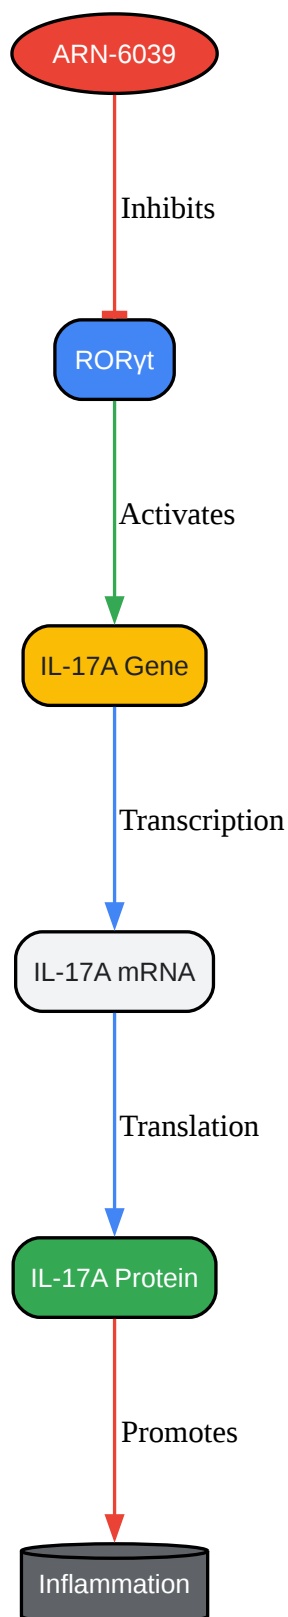 ARN-6039
Inhibits
RORγt
Activates
IL-17A Gene
Transcription
IL-17A mRNA
Translation
IL-17A Protein
Promotes
Inflammation